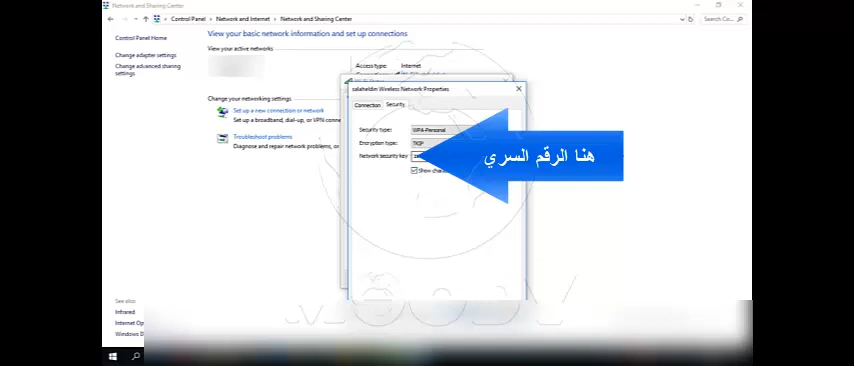 Network and Sharing Center
Control Panel
Network and Internet
Network and Sharing Center
Search Co...
Control Panel Home
Change adapter settings
Change advanced sharing
settings
View your basic network information and set up connections
View your active networks
Access type: Internet
Change your networking settings
Set up a new connection or network
Set up a broadband, dial-up, or VPN
Troubleshoot problems
Diagnose and repair network problems, or
salaheldin Wireless Network Properties
Connection Security
Security type: WPA-Personal
Encryption type: TKIP
Network security key
Show
هنا الرقم السري
See also
Infrared
Internet
Windows